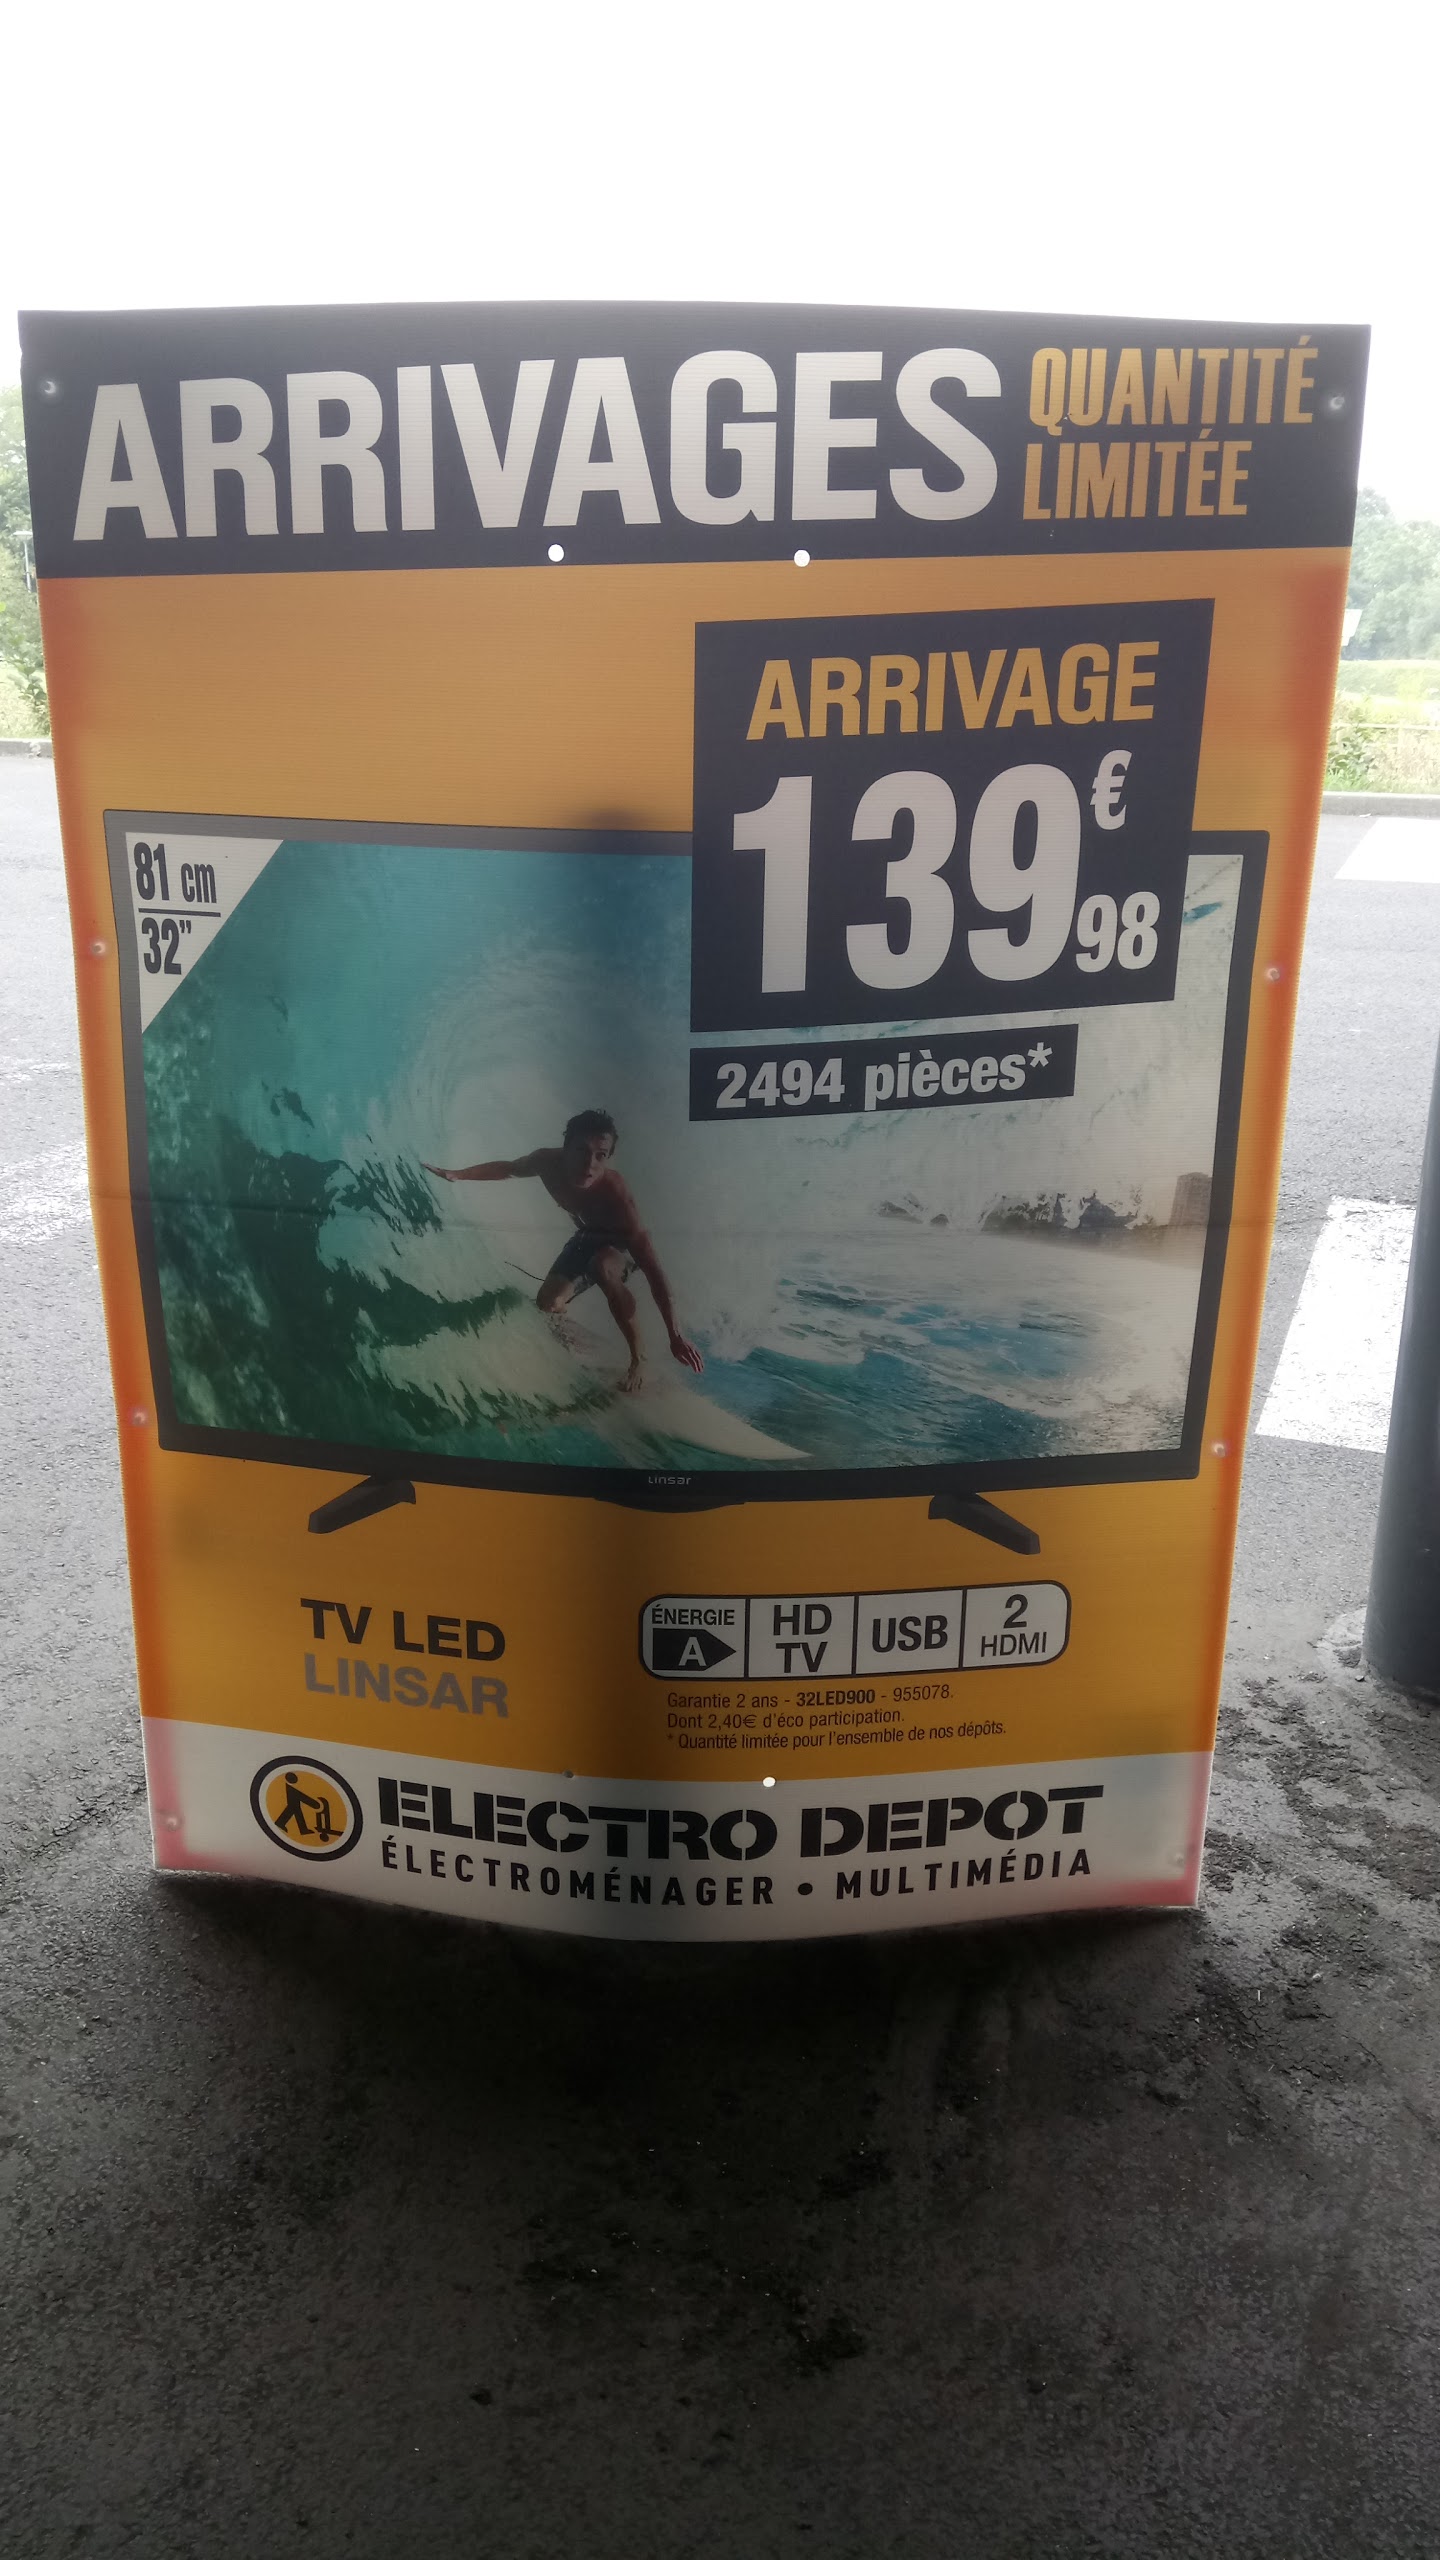 ARRIVAGES
QUANTITÉ
LIMITÉE
ARRIVAGE
139€98
2494 pièces*
81 cm
32"
Linsar
TV LED
LINSAR
ÉNERGIE
A
HD
TV
USB
2
HDMI
Garantie 2 ans - 32LED900 - 955078.
Dont 2,40€ d'éco participation.
* Quantité limitée pour l'ensemble de nos dépôts.
ELECTRO DEPOT
ÉLECTROMÉNAGER • MULTIMÉDIA